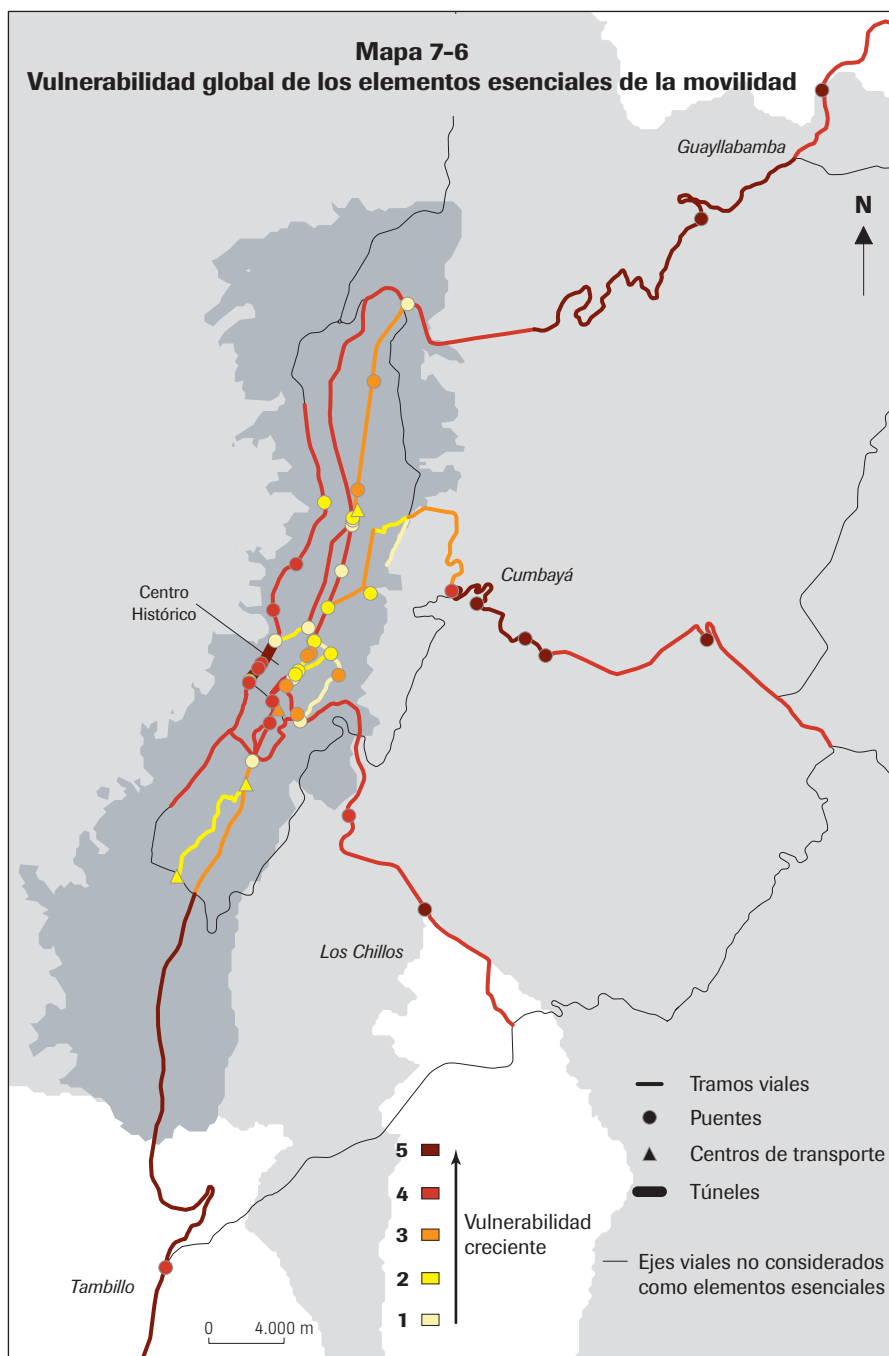 Mapa 7-6
Vulnerabilidad global de los elementos esenciales de la movilidad
Guayllabamba
N
Cumbayá
Centro
Histórico
Los Chillos
Tramos viales
Puentes
Centros de transporte
Túneles
Ejes viales no considerados
como elementos esenciales
5
4
3
2
1
Vulnerabilidad
creciente
Tambillo
0 4.000 m